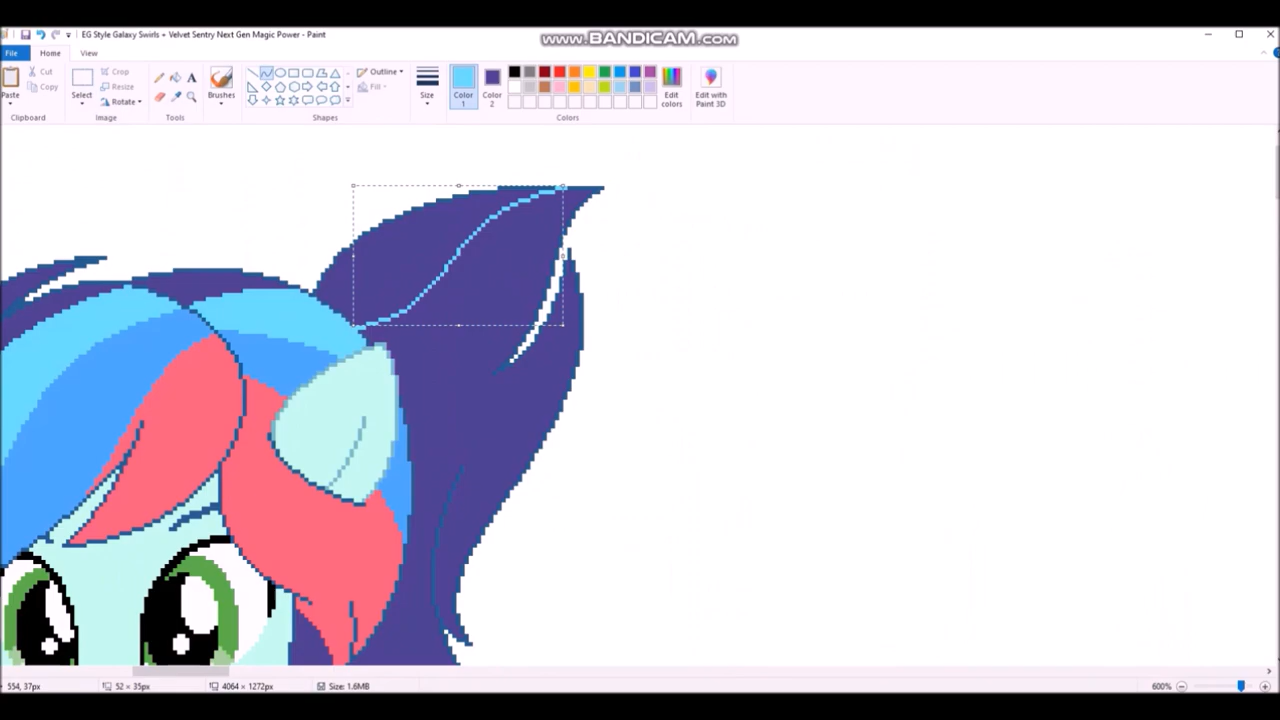 EG Style Galaxy Swirls + Velvet Sentry Next Gen Magic Power - Paint
www.BANDICAM.com
File
Home
View
Paste
Cut
Copy
Clipboard
Select
Crop
Resize
Rotate
Image
Tools
Brushes
Outline
Fill
Shapes
Size
Color 1
Color 2
Edit colors
Edit with Paint 3D
Colors
554, 37px
52 × 35px
4064 × 1272px
Size: 1.6MB
600%